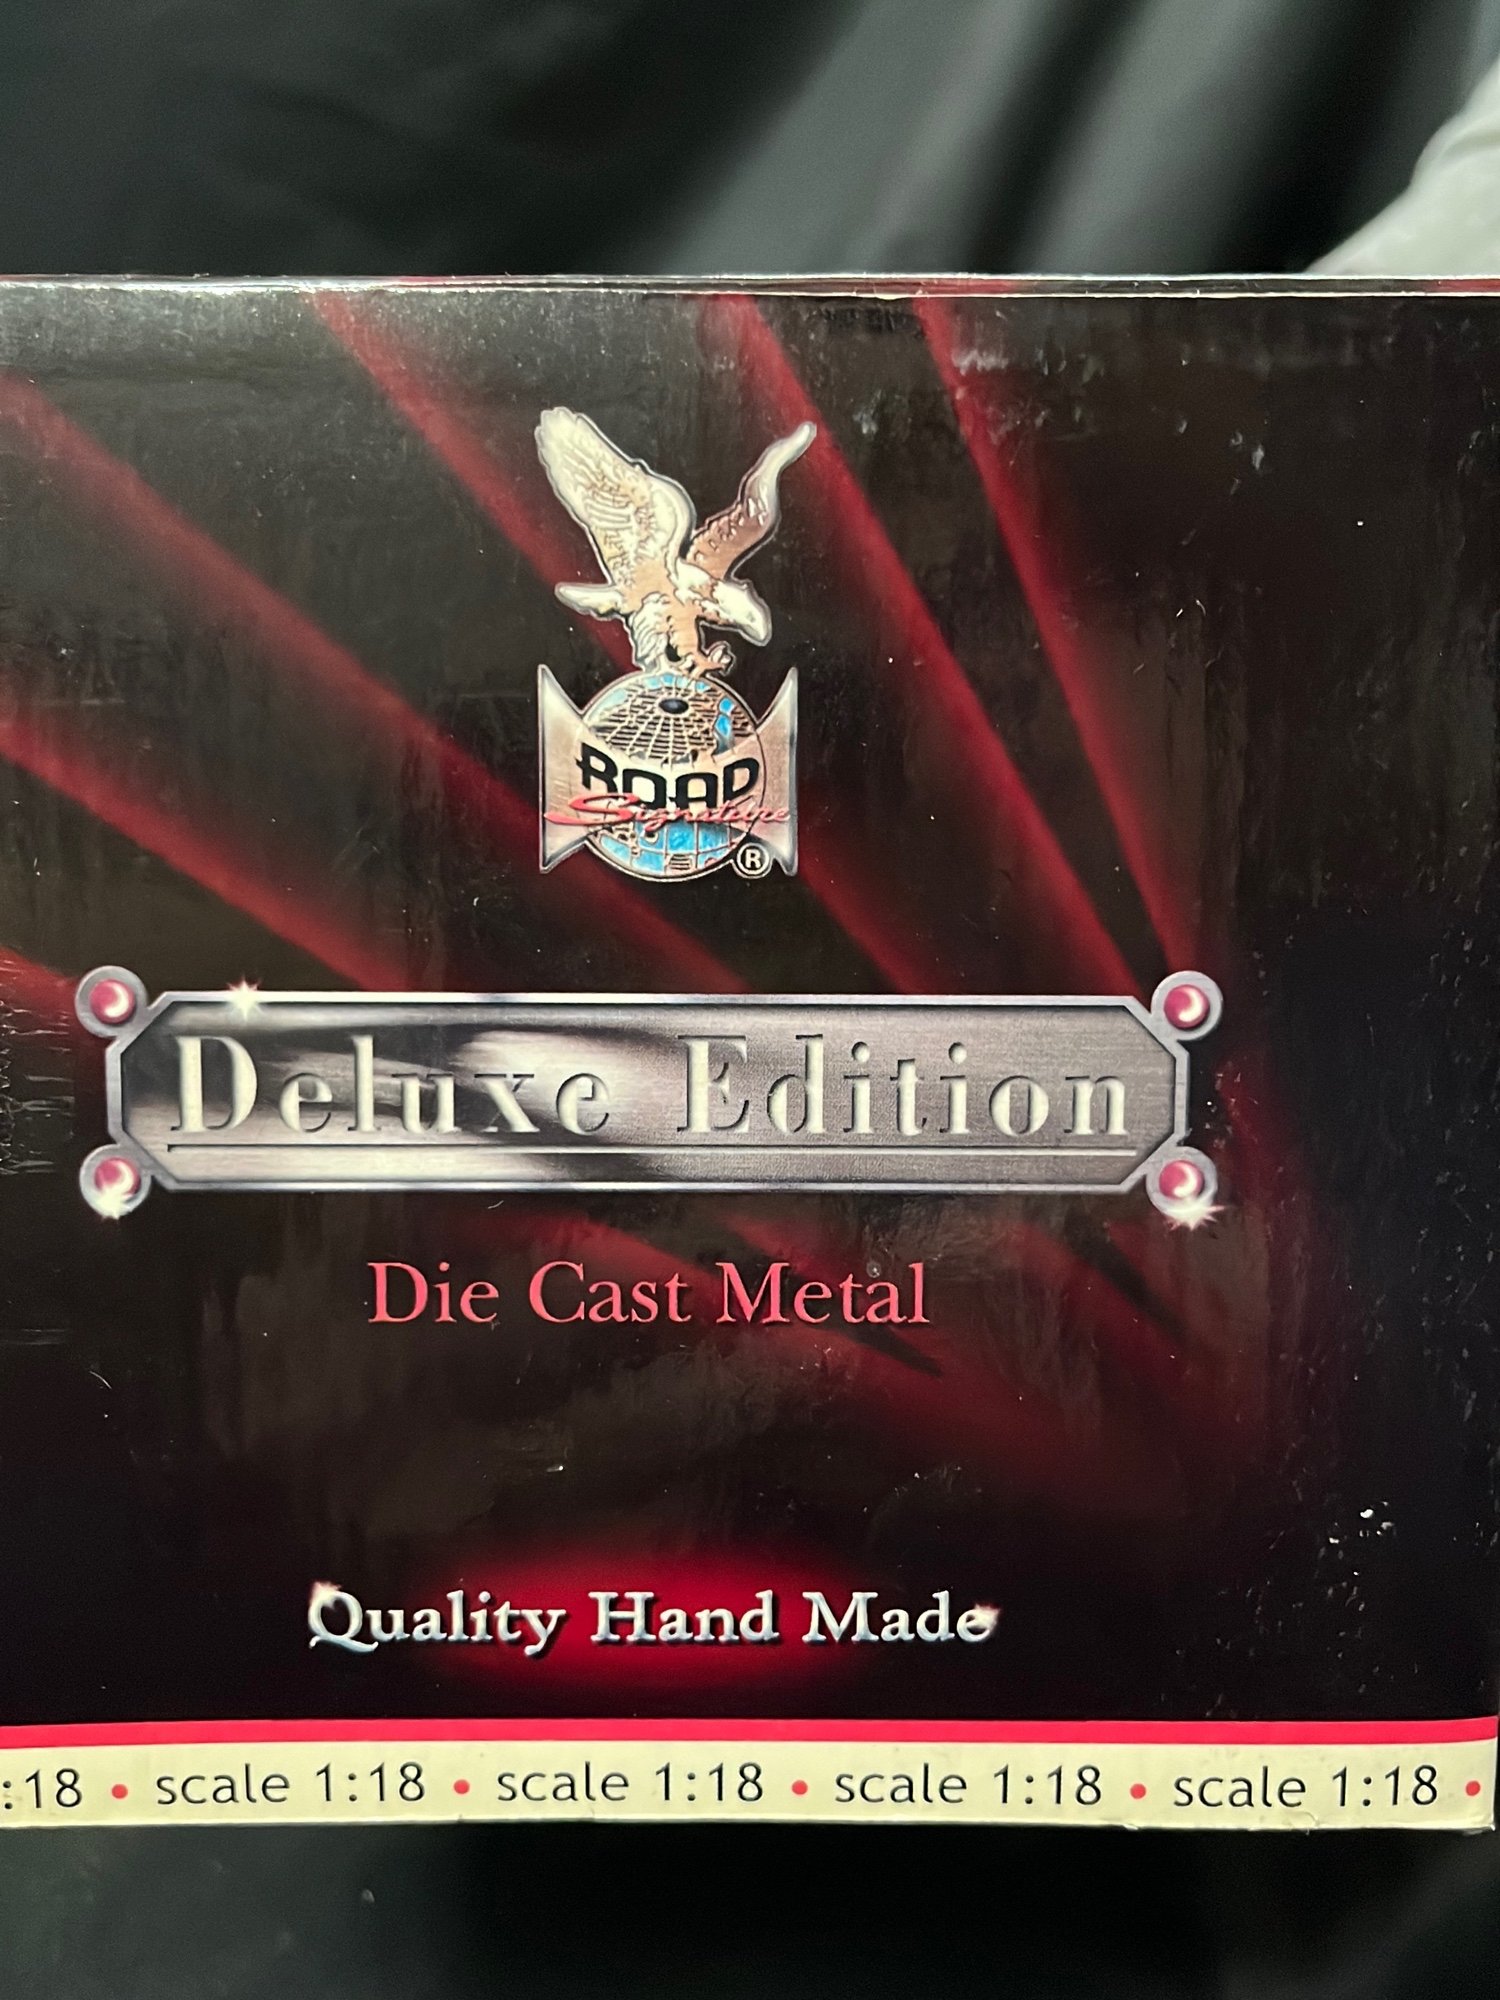 ROAD
Signature
®
Deluxe Edition
Die Cast Metal
Quality Hand Made
:18 • scale 1:18 • scale 1:18 • scale 1:18 • scale 1:18 •